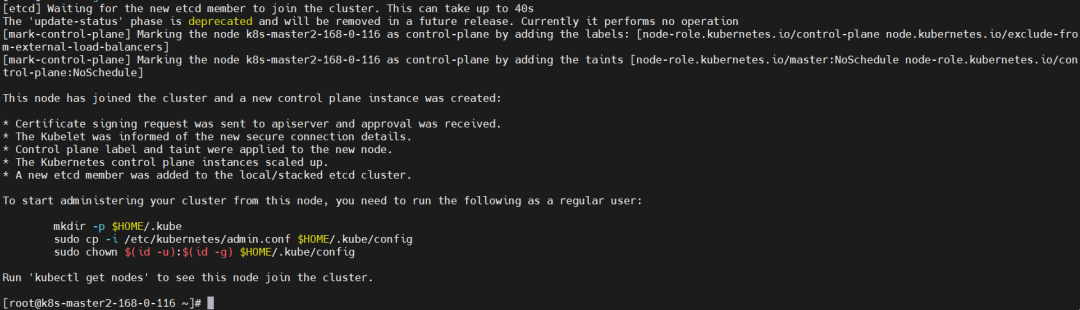 [etcd] Waiting for the new etcd member to join the cluster. This can take up to 40s
The 'update-status' phase is deprecated and will be removed in a future release. Currently it performs no operation
[mark-control-plane] Marking the node k8s-master2-168-0-116 as control-plane by adding the labels: [node-role.kubernetes.io/control-plane node.kubernetes.io/exclude-fro
m-external-load-balancers]
[mark-control-plane] Marking the node k8s-master2-168-0-116 as control-plane by adding the taints [node-role.kubernetes.io/master:NoSchedule node-role.kubernetes.io/con
trol-plane:NoSchedule]
This node has joined the cluster and a new control plane instance was created:
* Certificate signing request was sent to apiserver and approval was received.
* The Kubelet was informed of the new secure connection details.
* Control plane label and taint were applied to the new node.
* The Kubernetes control plane instances scaled up.
* A new etcd member was added to the local/stacked etcd cluster.
To start administering your cluster from this node, you need to run the following as a regular user:
mkdir -p $HOME/.kube
sudo cp -i /etc/kubernetes/admin.conf $HOME/.kube/config
sudo chown $(id -u):$(id -g) $HOME/.kube/config
Run 'kubectl get nodes' to see this node join the cluster.
[root@k8s-master2-168-0-116 ~]#